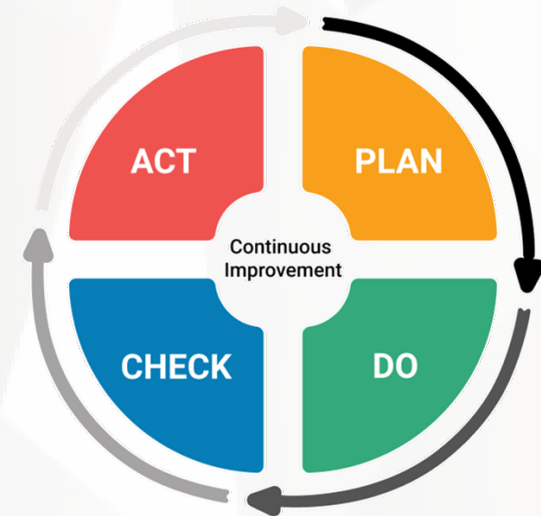 ACT
PLAN
Continuous
Improvement
CHECK
DO